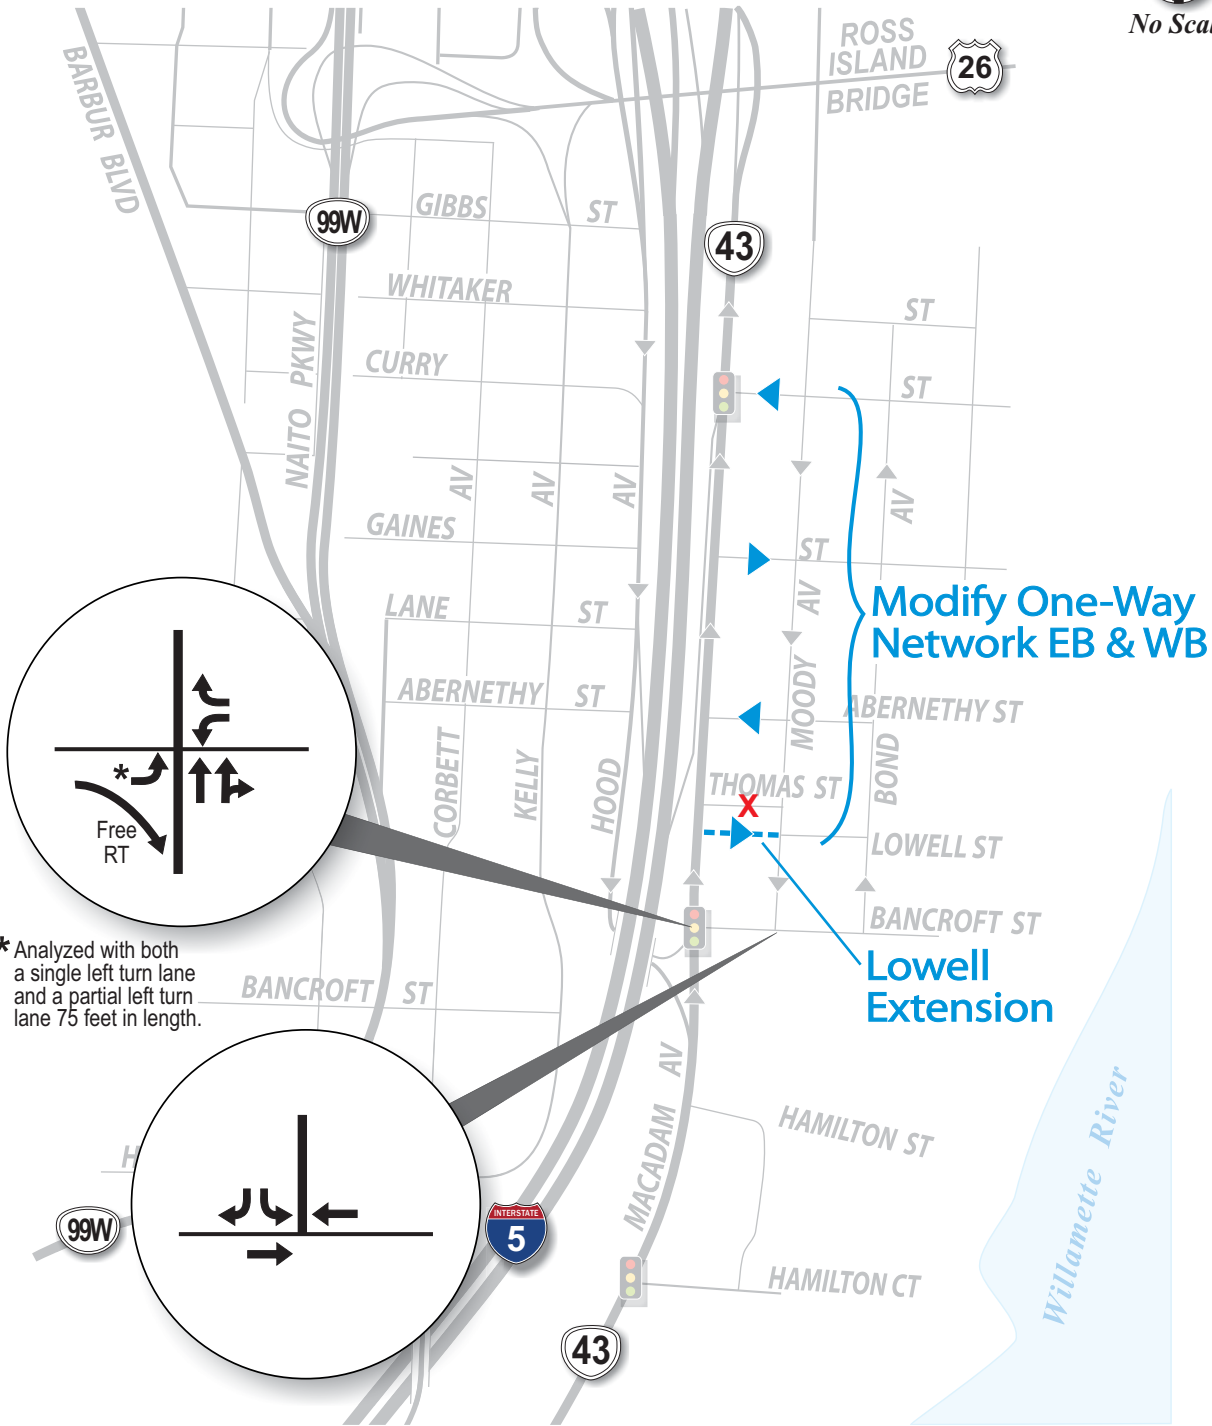 No Scal
ROSS
ISLAND
BRIDGE
26
BARBUR BLVD
99W
GIBBS ST
43
WHITAKER
ST
NAITO PKWY
CURRY
ST
AV
AV
AV
AV
GAINES
ST
AV
LANE ST
Modify One-Way
Network EB & WB
ABERNETHY ST
ABERNETHY ST
MOODY
CORBETT
KELLY
HOOD
BOND
THOMAS ST
X
LOWELL ST
*
Free
RT
BANCROFT ST
* Analyzed with both
a single left turn lane
and a partial left turn
lane 75 feet in length.
Lowell
Extension
BANCROFT ST
MACADAM AV
HAMILTON ST
H
99W
INTERSTATE
5
Willamette River
HAMILTON CT
43